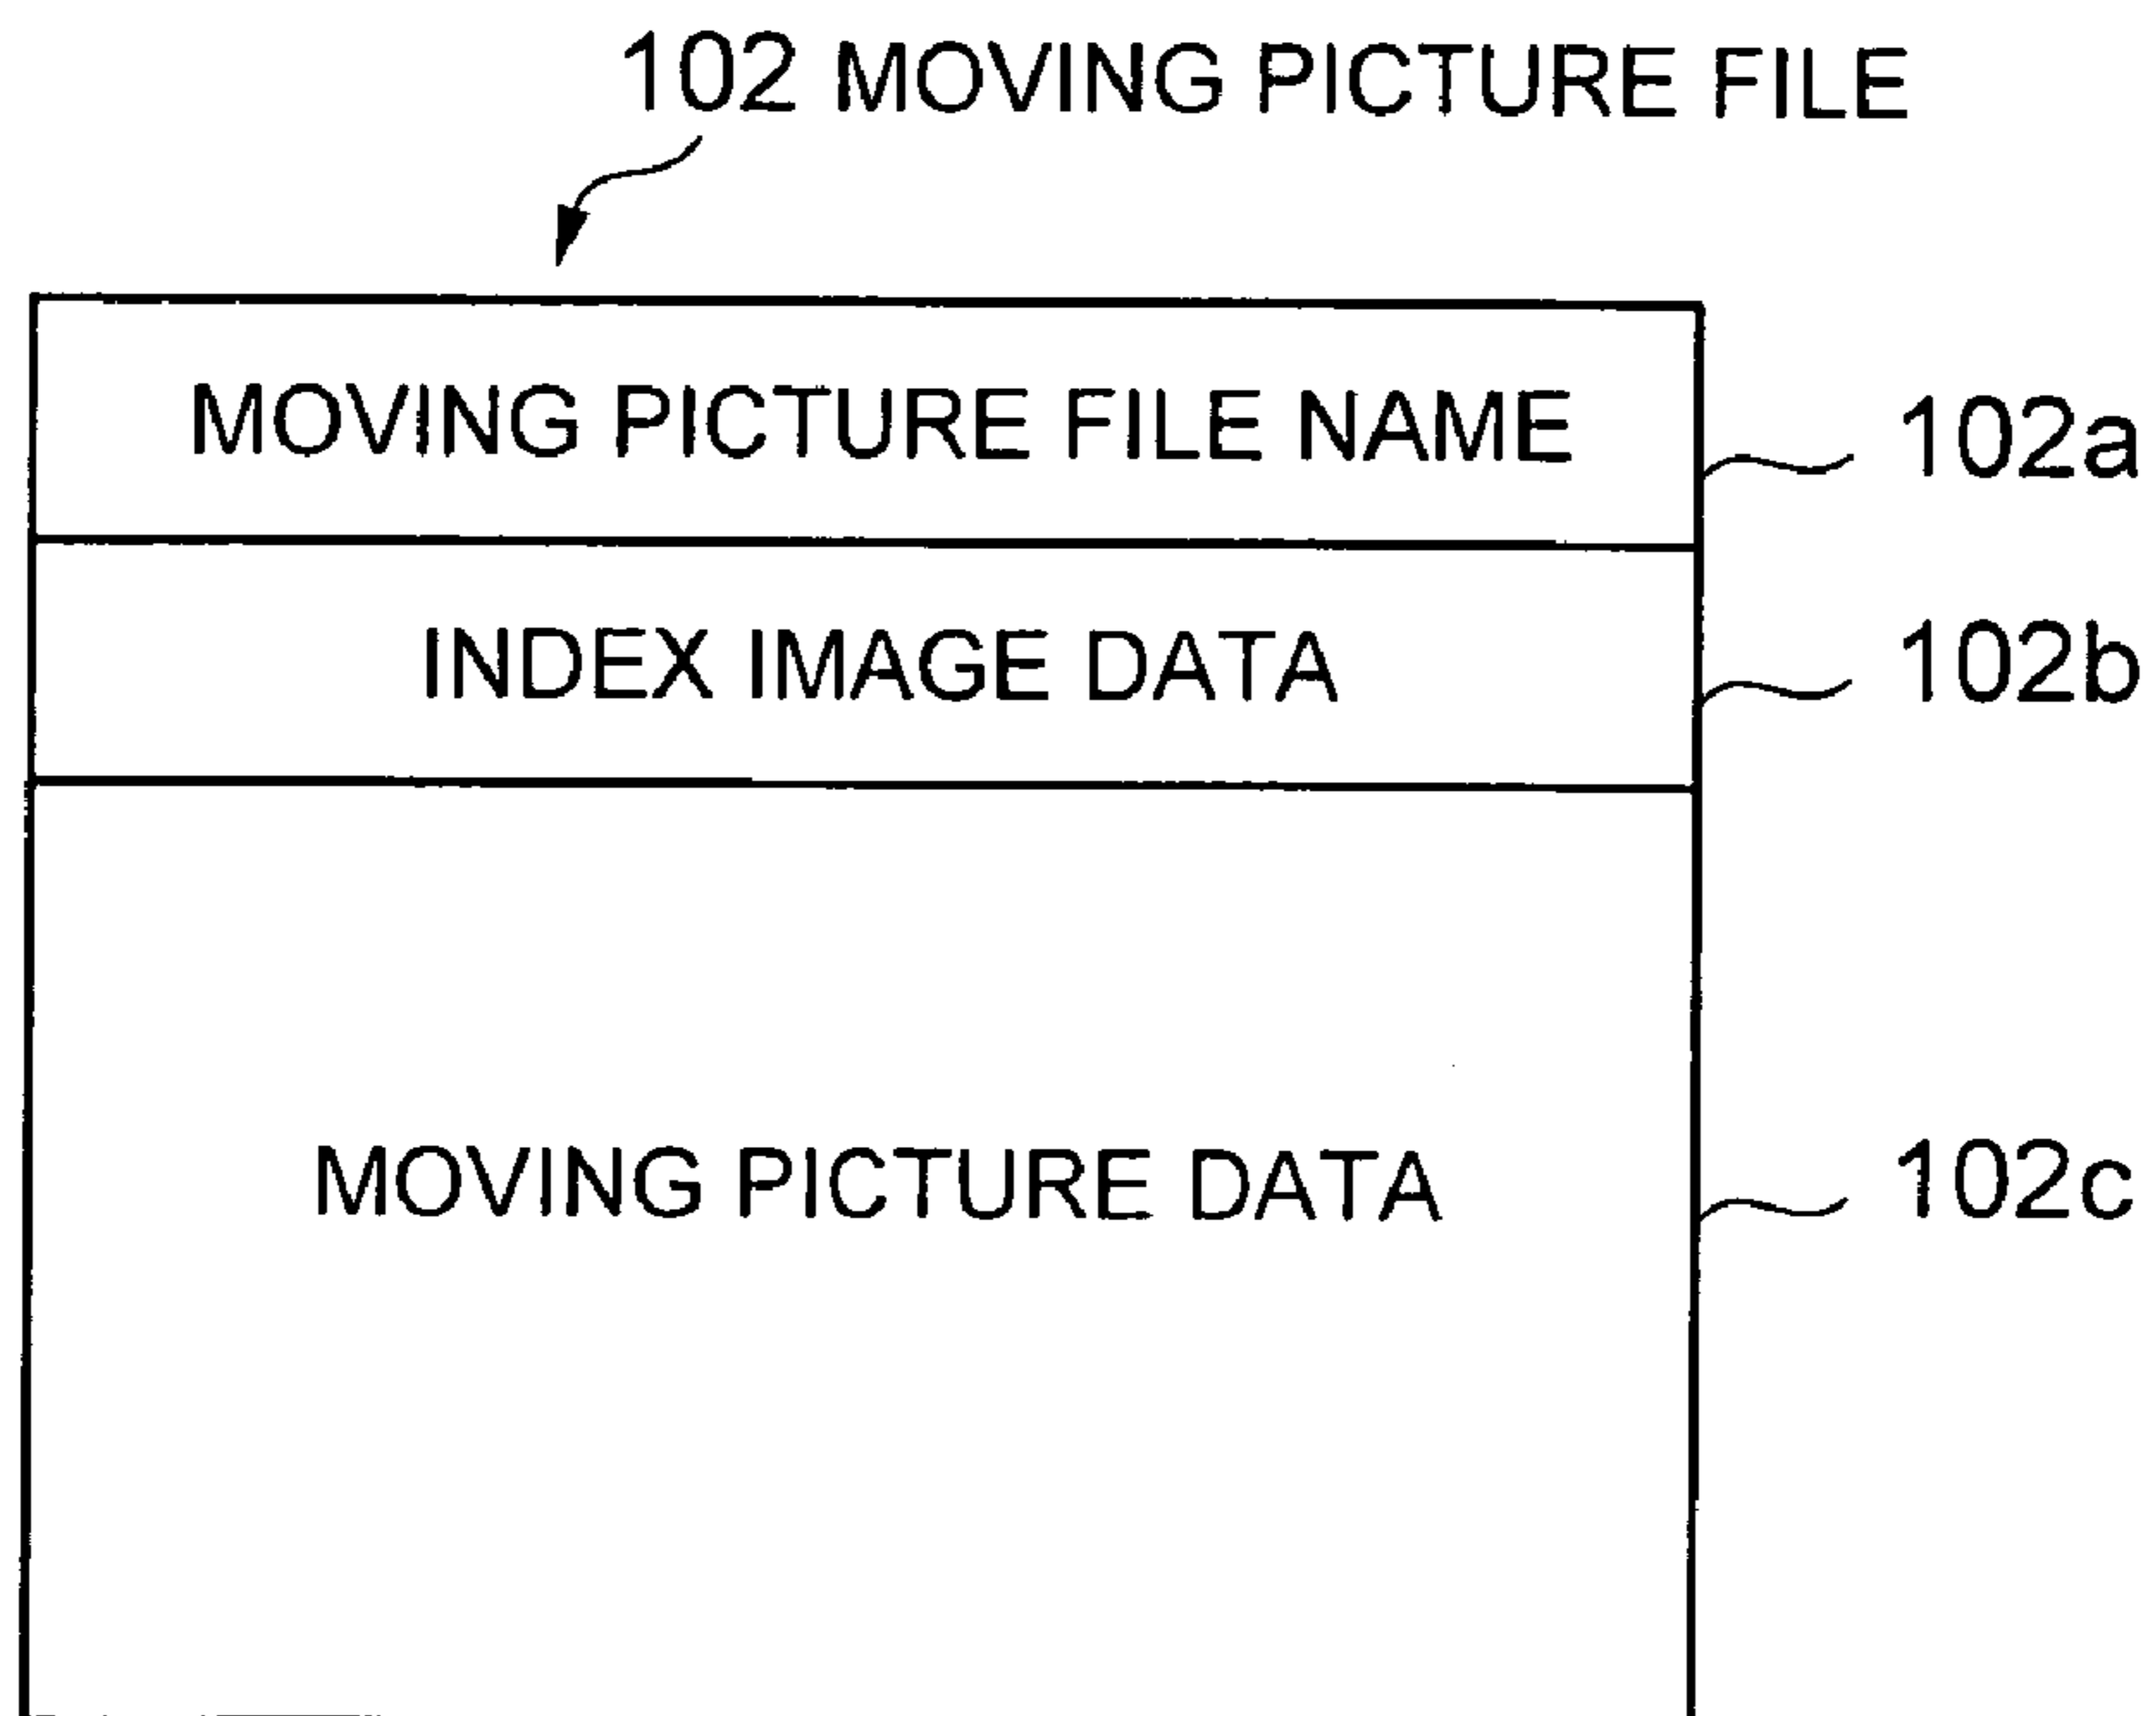 102 MOVING PICTURE FILE
MOVING PICTURE FILE NAME
102a
INDEX IMAGE DATA
102b
MOVING PICTURE DATA
102c